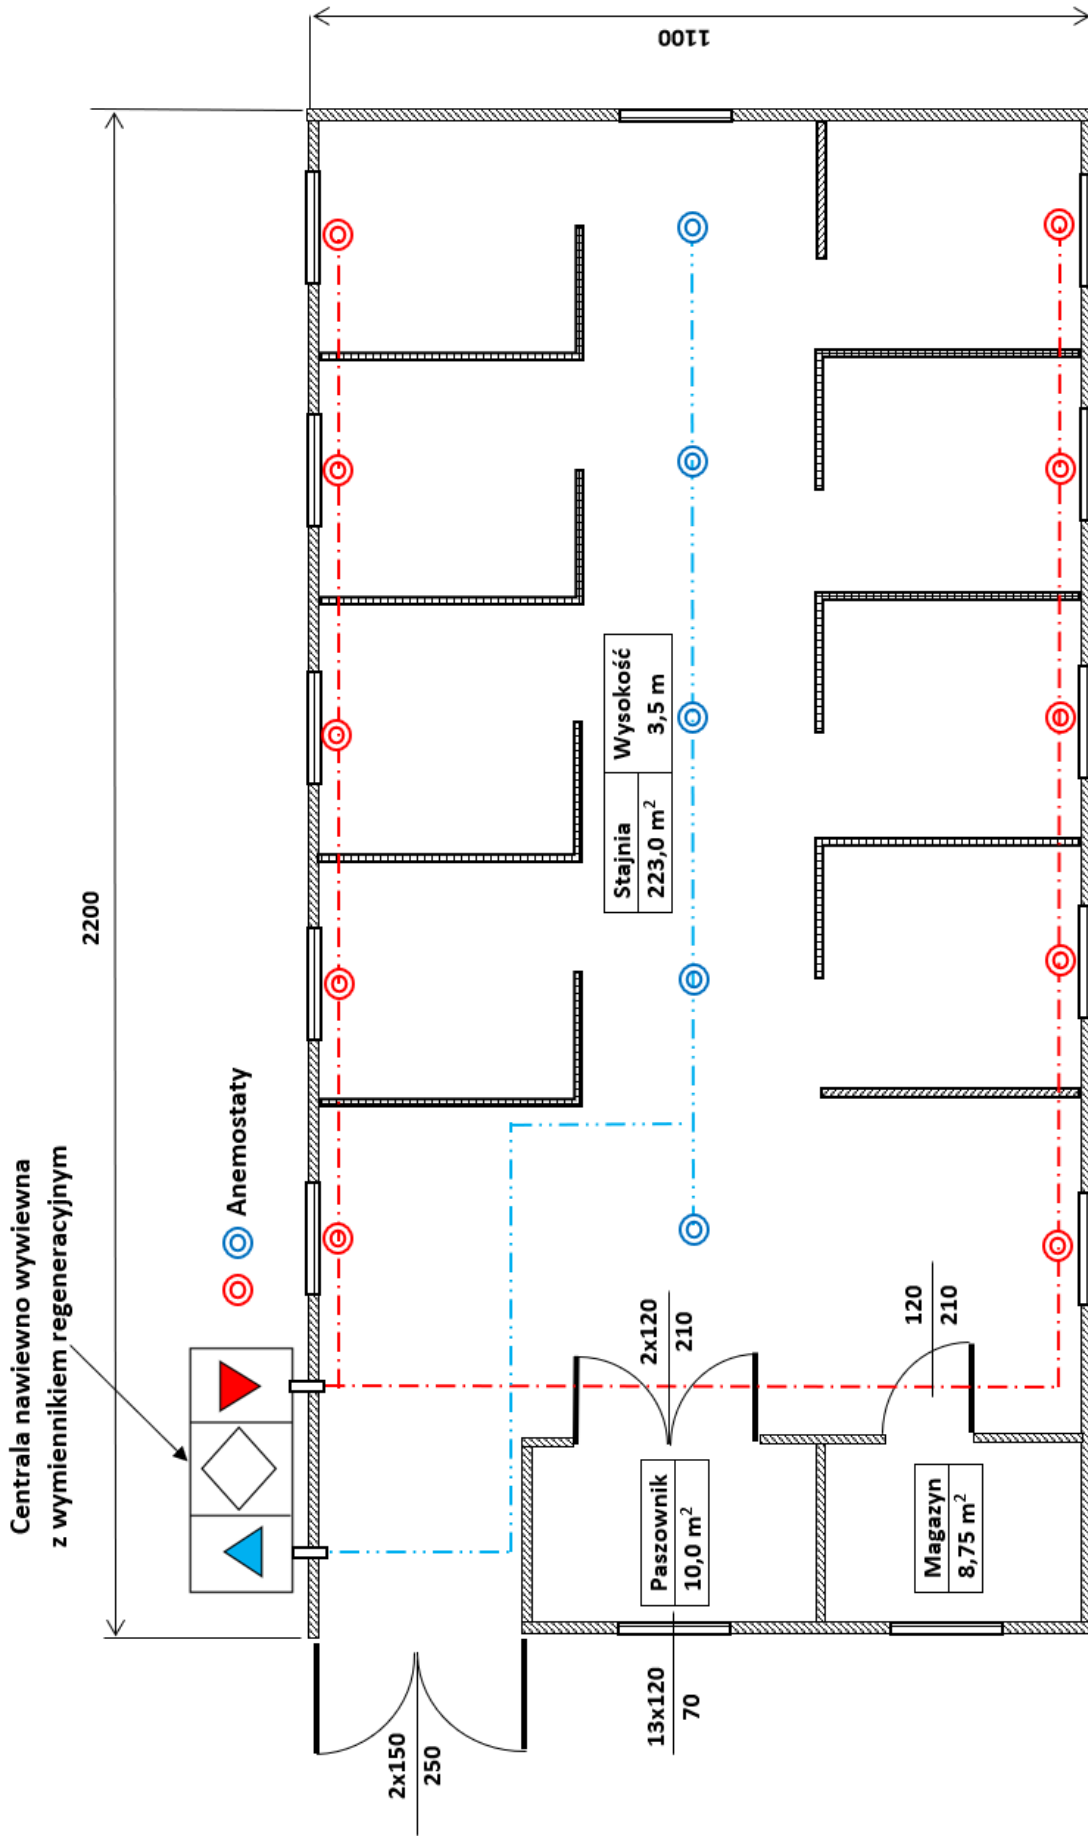 Centrala nawiewno wywiewna
z wymiennikiem regeneracyjnym
Anemostaty
2200
1100
Stajnia
223,0 m²
Wysokość
3,5 m
2x150
250
2x120
210
120
210
Paszownik
10,0 m²
Magazyn
8,75 m²
13x120
70